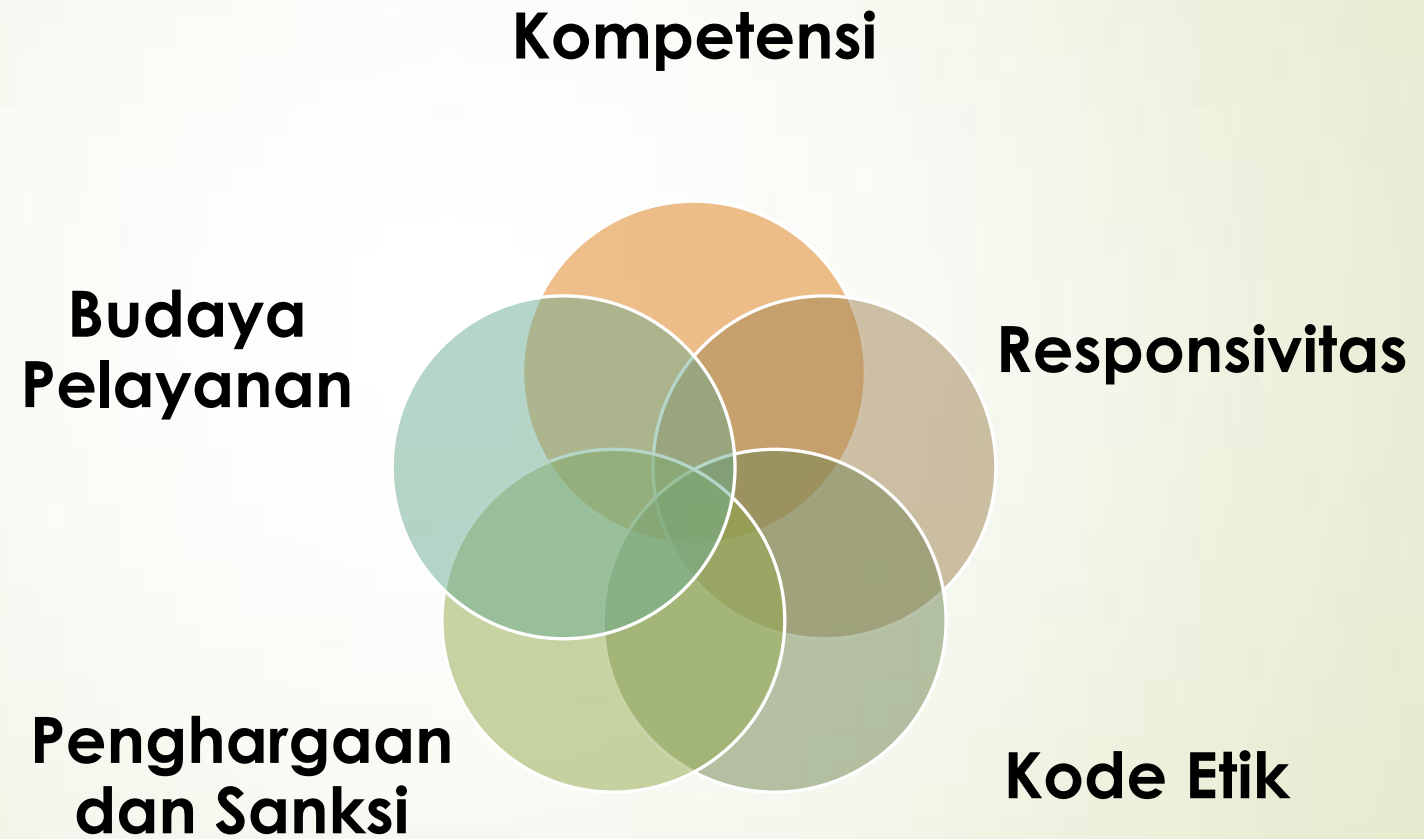 Kompetensi
Budaya
Pelayanan
Responsivitas
Penghargaan
dan Sanksi
Kode Etik